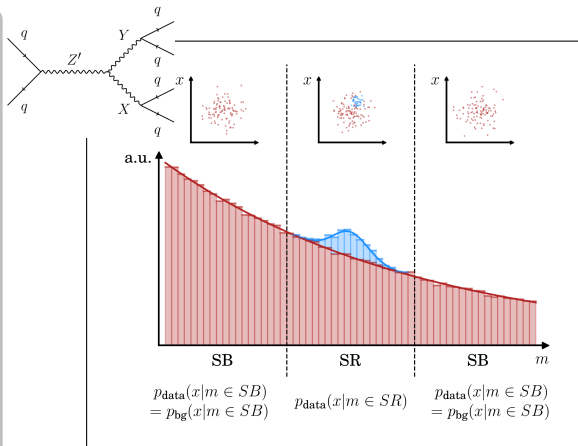 q
q
Z′
Y
X
q
q
q
q
x
x
x
a.u.
SB
SR
SB
m
p_data(x|m ∈ SB)
= p_bg(x|m ∈ SB)
p_data(x|m ∈ SR)
p_data(x|m ∈ SB)
= p_bg(x|m ∈ SB)